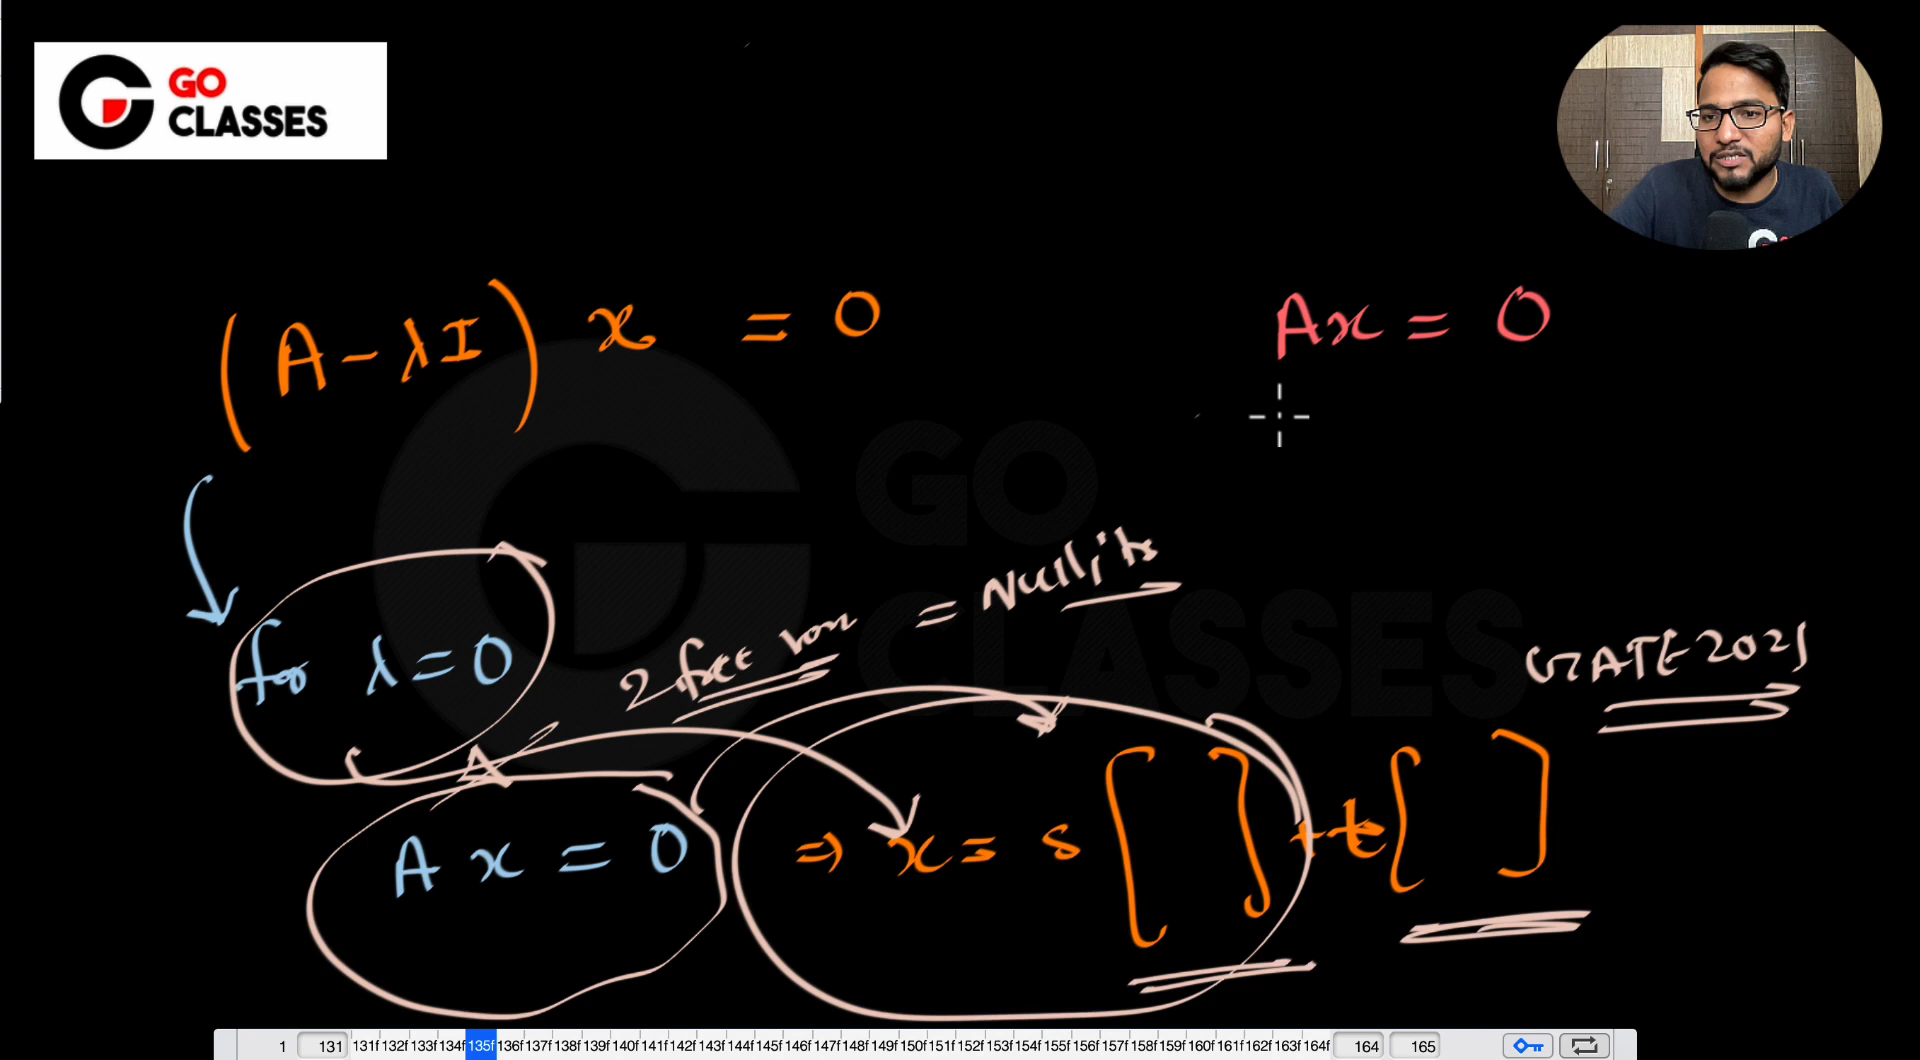 GO
CLASSES
(A - λI) x = 0
Ax = 0
GO
CLASSES
for λ = 0
2 free var = Nullity
GATE 2021
Ax = 0 ⇒ x = s [ ] + t [ ]
1 131 131f 132f 133f 134f 135f 136f 137f 138f 139f 140f 141f 142f 143f 144f 145f 146f 147f 148f 149f 150f 151f 152f 153f 154f 155f 156f 157f 158f 159f 160f 161f 162f 163f 164f 164 165